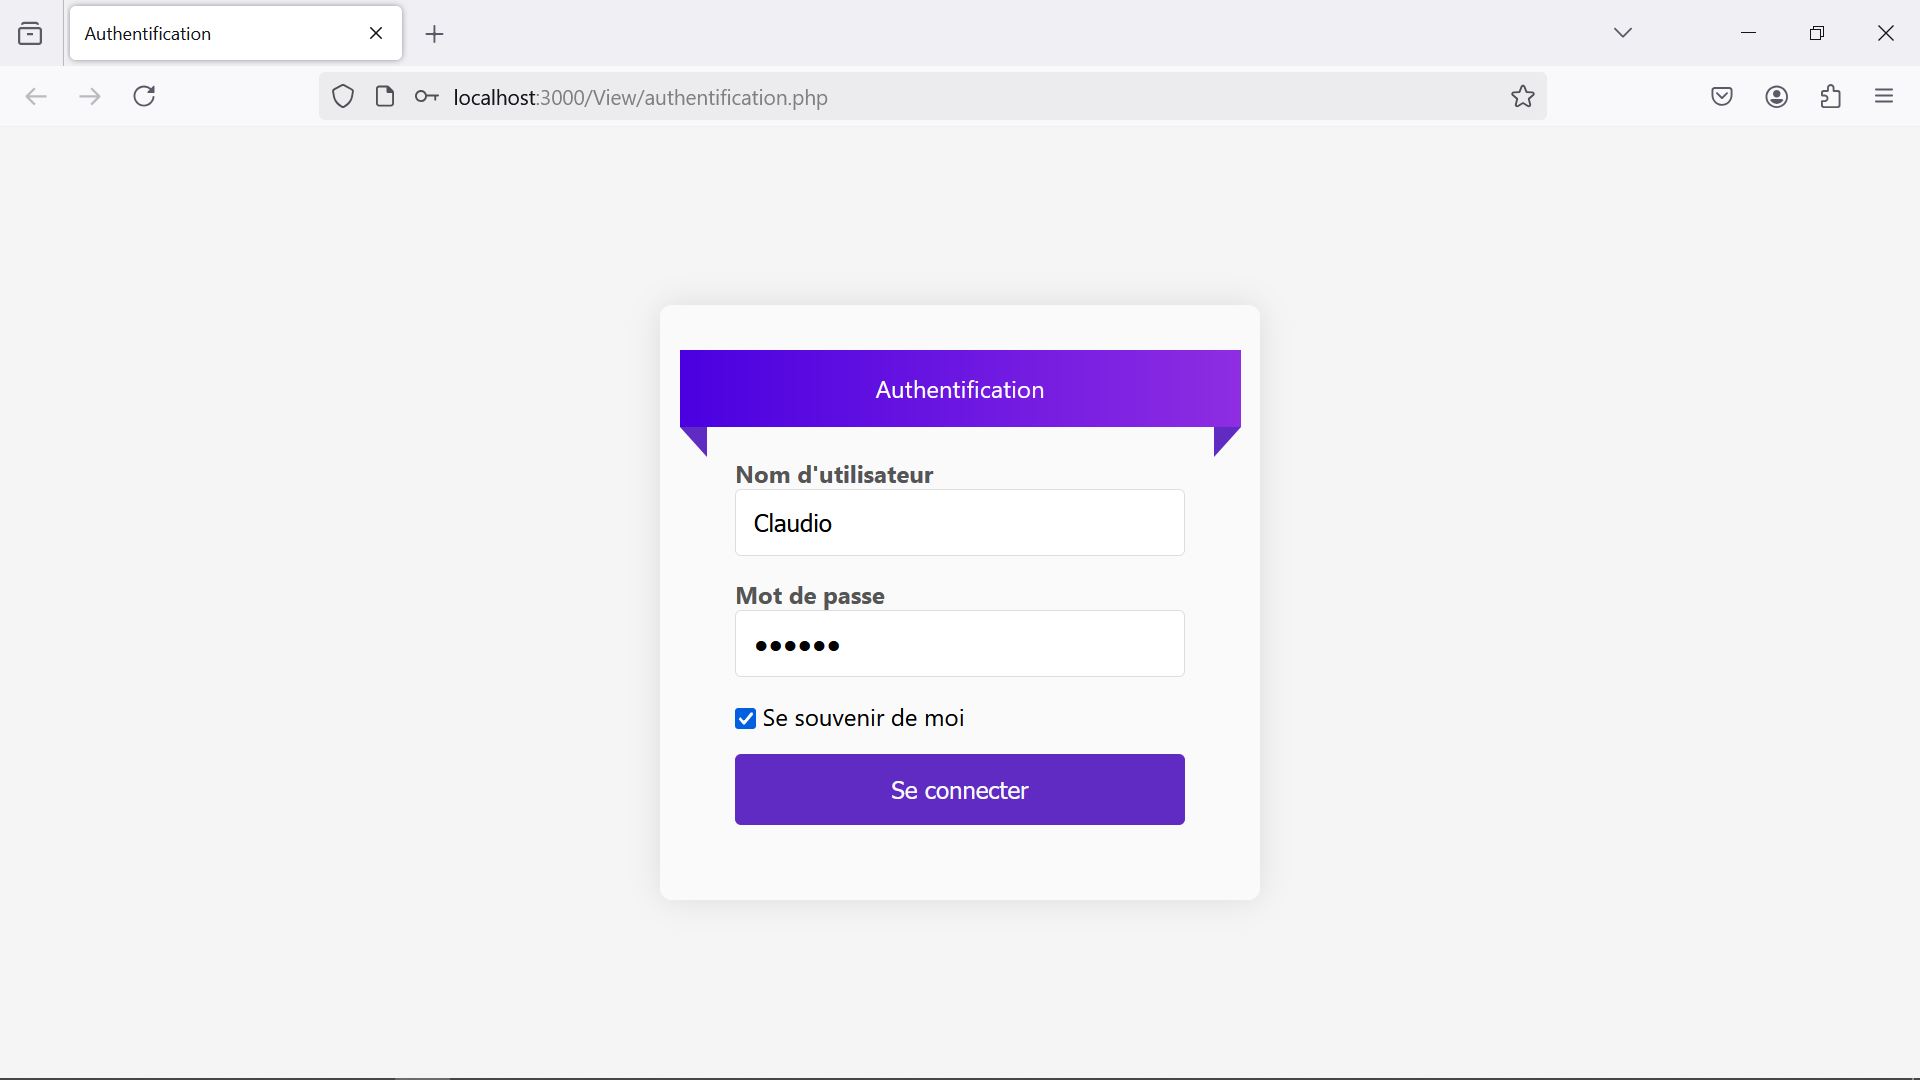 Authentification
localhost:3000/View/authentification.php
Authentification
Nom d'utilisateur
Claudio
Mot de passe
••••••
Se souvenir de moi
Se connecter